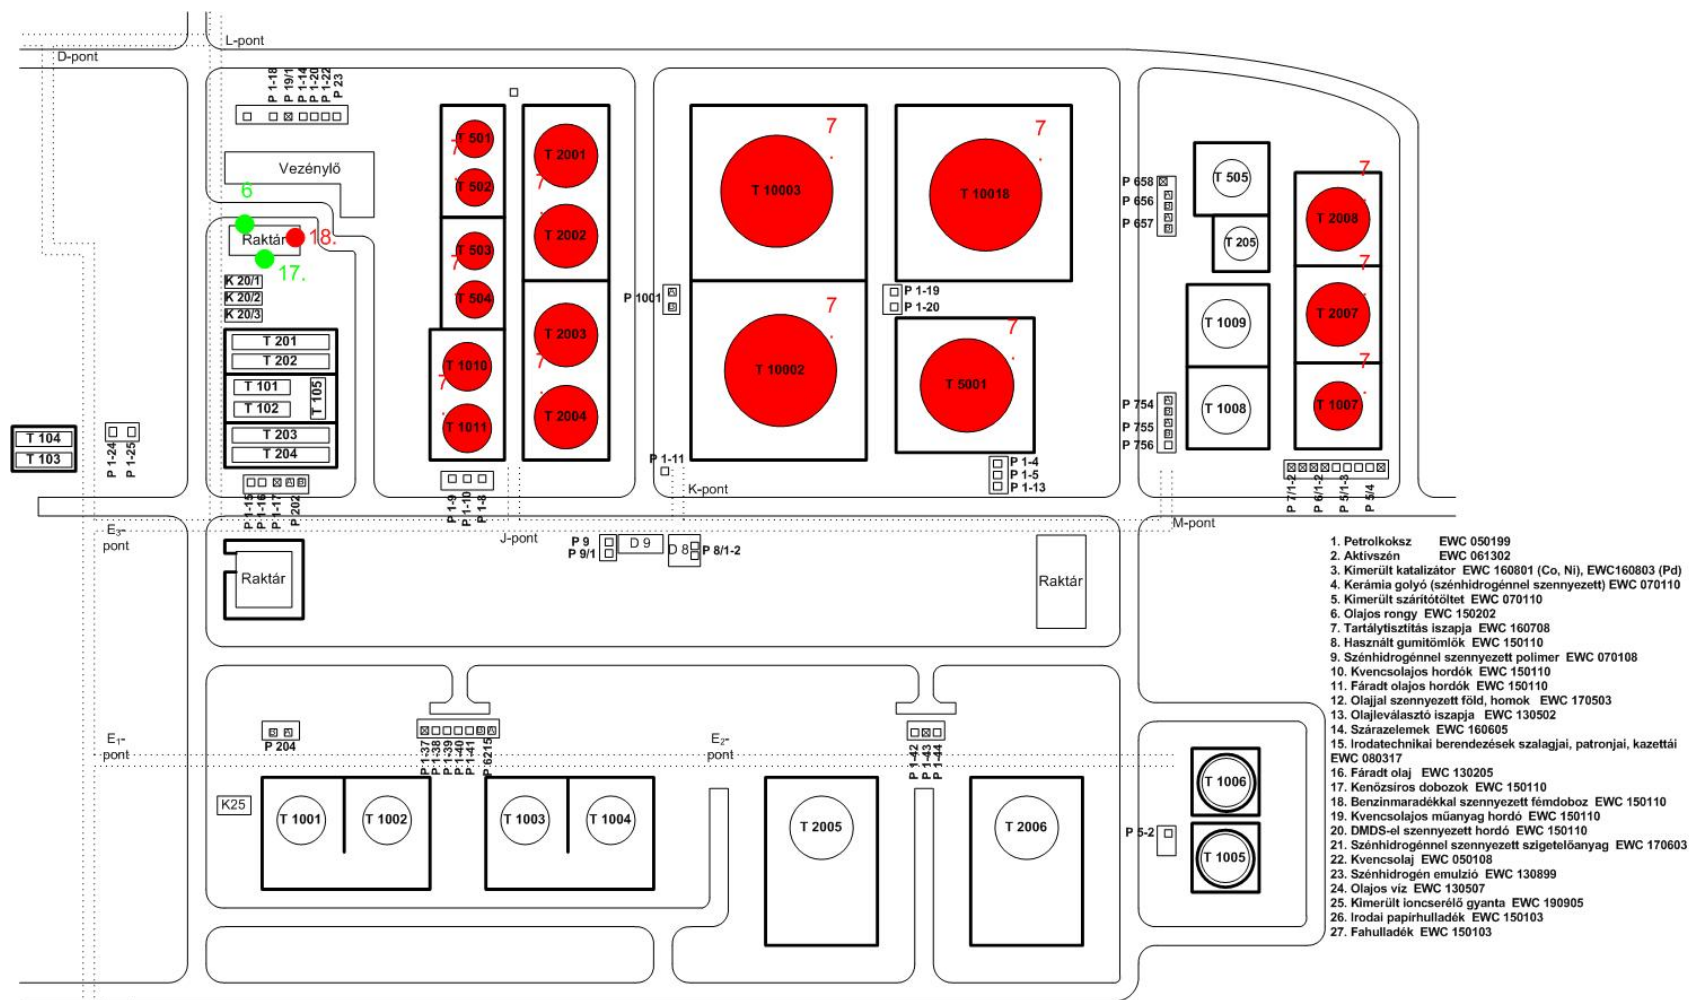 L-pont
D-pont
P 1-18
P 19/1
P 1-14
P 1-20
P 1-22
P 23
Vezénylő
6
Raktár
18.
17.
K 20/1
K 20/2
K 20/3
T 201
T 202
T 101
T 102
T 105
T 203
T 204
T 104
T 103
P 1-24
P 1-25
P 1-15
P 1-16
P 1-17
P 202
T 501
7
T 502
T 503
7
T 504
T 1010
7
T 1011
T 2001
7
T 2002
T 2003
7
T 2004
P 1-9
P 1-10
P 1-8
T 10003
7
T 10018
7
P 1001
A
B
P 1-19
P 1-20
T 10002
7
T 5001
7
P 1-11
P 1-4
P 1-5
P 1-13
K-pont
P 658
P 656
P 657
T 505
T 205
T 1009
T 1008
T 2008
7
T 2007
7
T 1007
7
P 754
P 755
P 756
P 7/1-2
P 6/1-2
P 5/1-3
P 5/4
M-pont
E3-
pont
J-pont
P 9
P 9/1
D 9
D 8
P 8/1-2
Raktár
Raktár
E1-
pont
P 204
P 1-37
P 1-38
P 1-39
P 1-40
P 1-41
P 6215
E2-
pont
P 1-42
P 1-43
P 1-44
K25
T 1001
T 1002
T 1003
T 1004
T 2005
T 2006
P 5-2
T 1006
T 1005
1. Petrolkoksz EWC 050199
2. Aktívszén EWC 061302
3. Kimerült katalizátor EWC 160801 (Co, Ni), EWC160803 (Pd)
4. Kerámia golyó (szénhidrogénnel szennyezett) EWC 070110
5. Kimerült szárítótöltet EWC 070110
6. Olajos rongy EWC 150202
7. Tartálytisztítás iszapja EWC 160708
8. Használt gumitömlők EWC 150110
9. Szénhidrogénnel szennyezett polimer EWC 070108
10. Kvencsolajos hordók EWC 150110
11. Fáradt olajos hordók EWC 150110
12. Olajjal szennyezett föld, homok EWC 170503
13. Olajleválasztó iszapja EWC 130502
14. Szárazelemek EWC 160605
15. Irodatechnikai berendezések szalagjai, patronjai, kazettái
EWC 080317
16. Fáradt olaj EWC 130205
17. Kenőzsíros dobozok EWC 150110
18. Benzinmaradékkal szennyezett fémdoboz EWC 150110
19. Kvencsolajos műanyag hordó EWC 150110
20. DMDS-el szennyezett hordó EWC 150110
21. Szénhidrogénnel szennyezett szigetelőanyag EWC 170603
22. Kvencsolaj EWC 050108
23. Szénhidrogén emulzió EWC 130899
24. Olajos víz EWC 130507
25. Kimerült ioncserélő gyanta EWC 190905
26. Irodai papírhulladék EWC 150103
27. Fahulladék EWC 150103